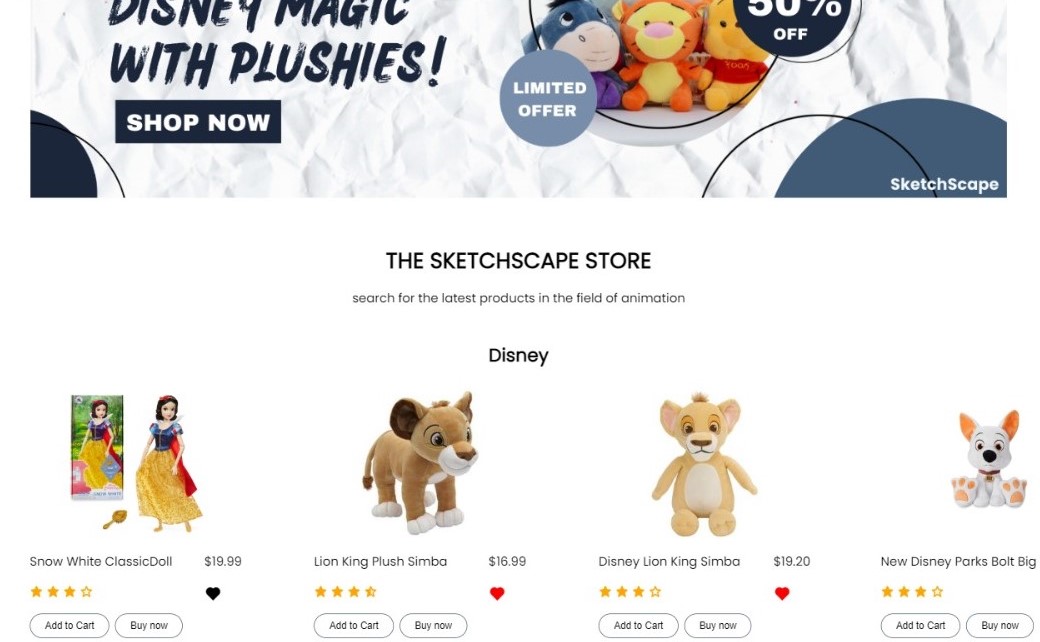 DISNEY MAGIC
WITH PLUSHIES!
SHOP NOW
50%
OFF
LIMITED
OFFER
SketchScape
THE SKETCHSCAPE STORE
search for the latest products in the field of animation
Disney
Snow White ClassicDoll $19.99
Add to Cart Buy now
Lion King Plush Simba $16.99
Add to Cart Buy now
Disney Lion King Simba $19.20
Add to Cart Buy now
New Disney Parks Bolt Big
Add to Cart Buy now